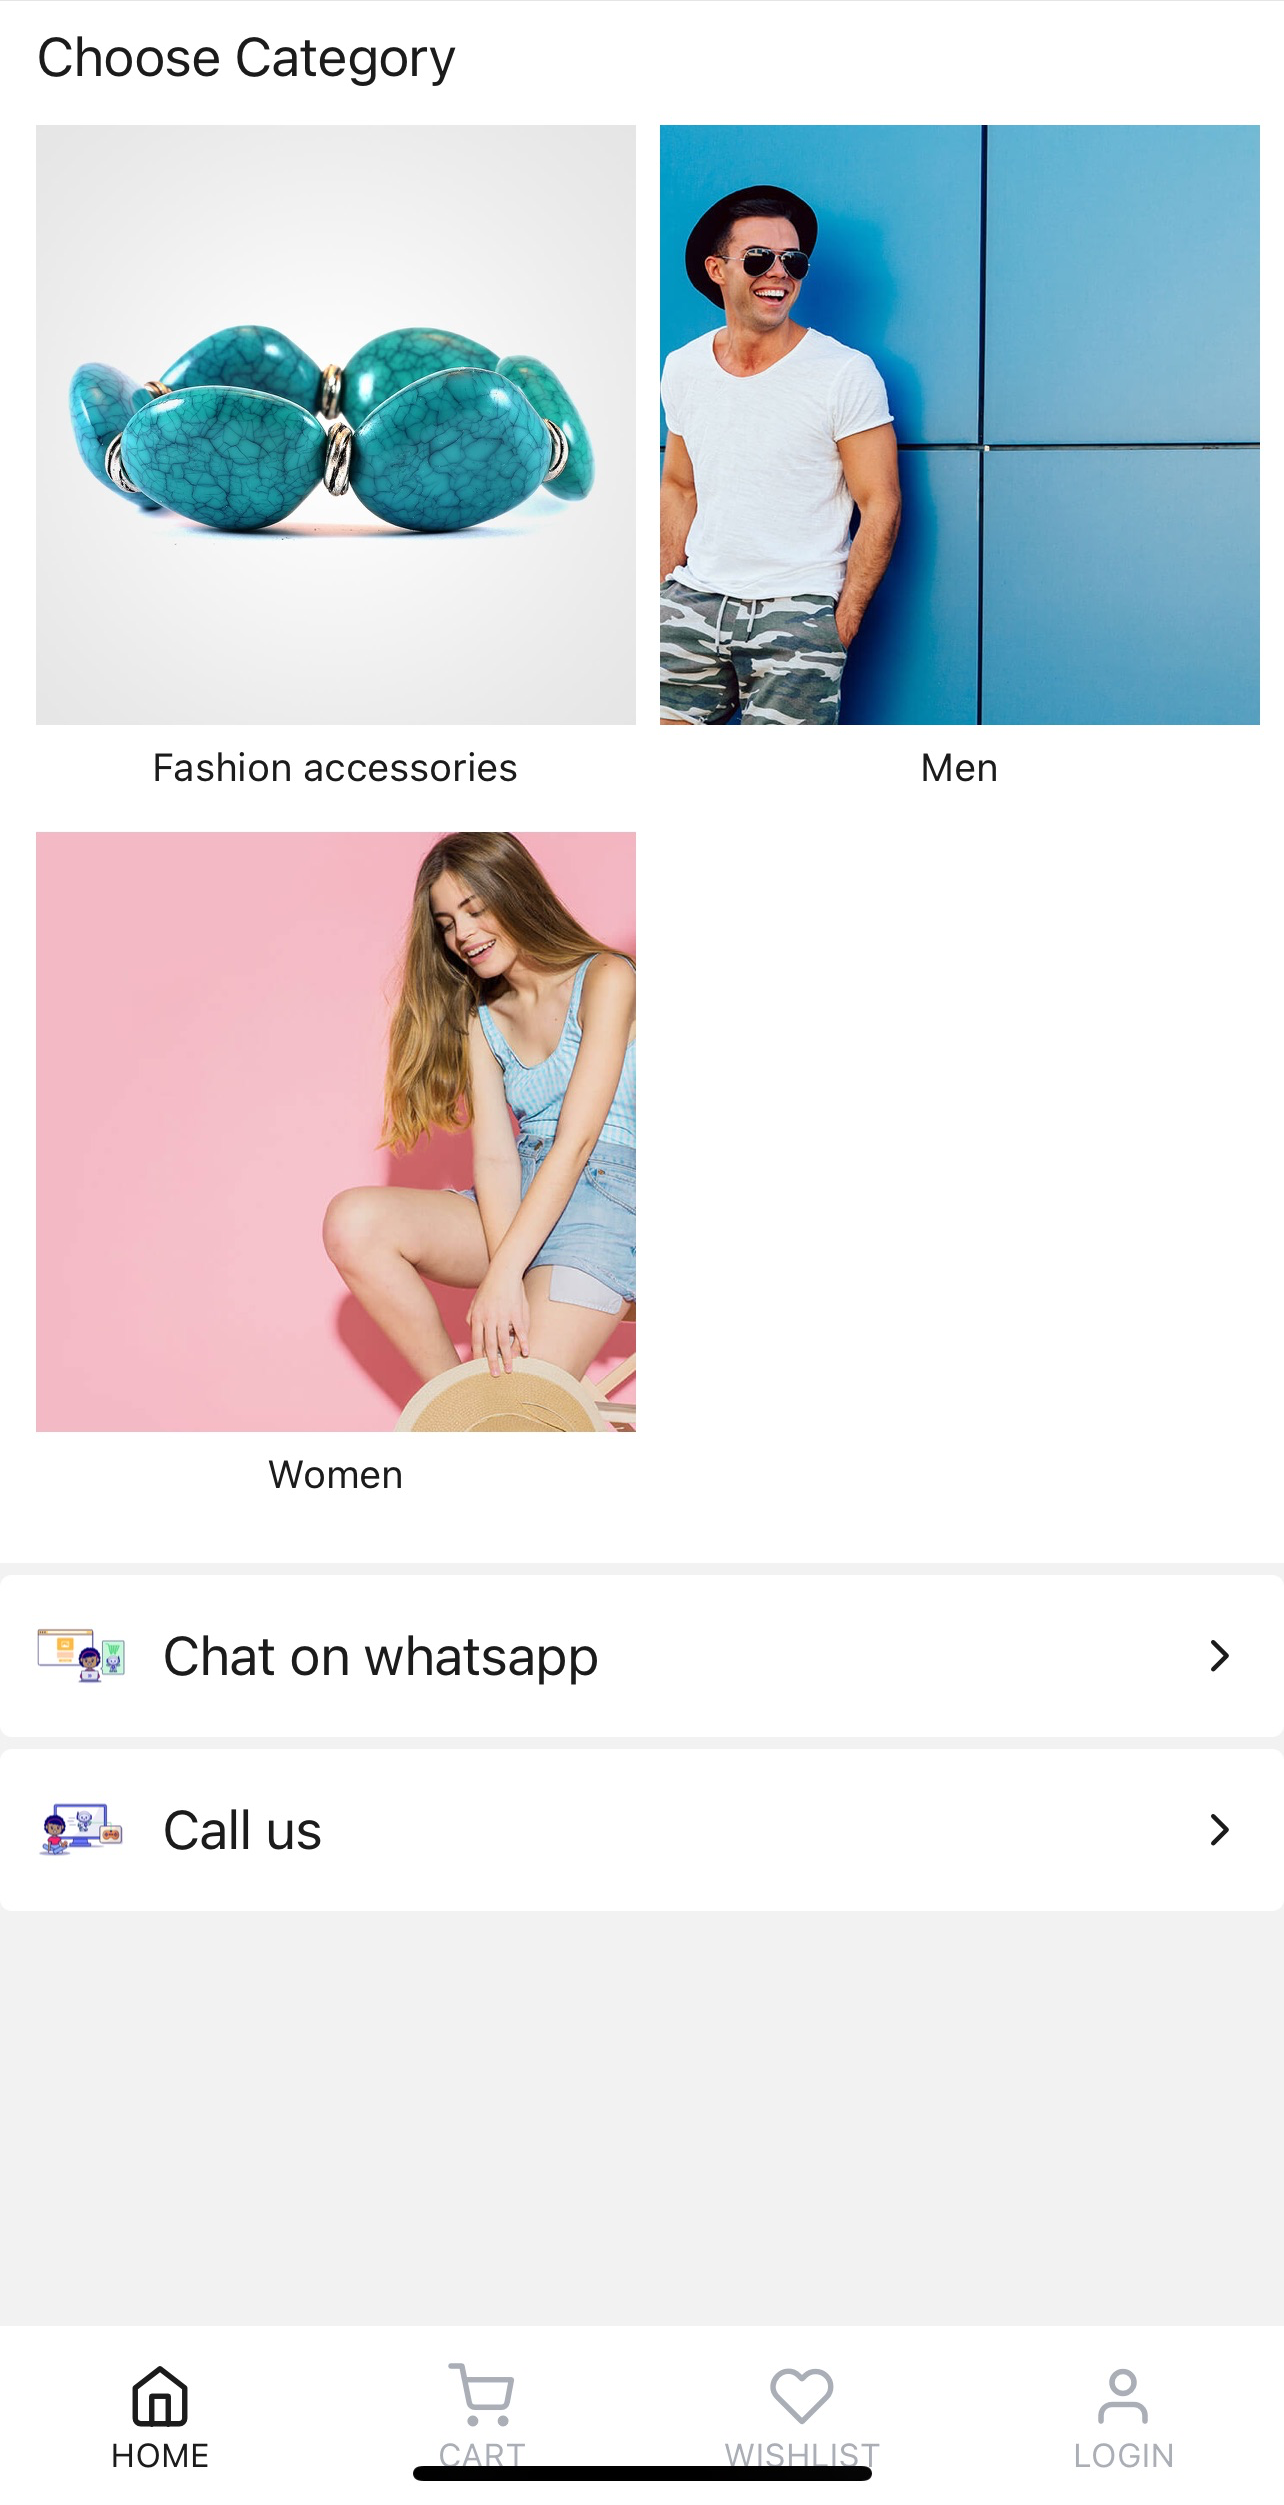 Choose Category
Fashion accessories
Men
Women
Chat on whatsapp
Call us
HOME
CART
WISHLIST
LOGIN